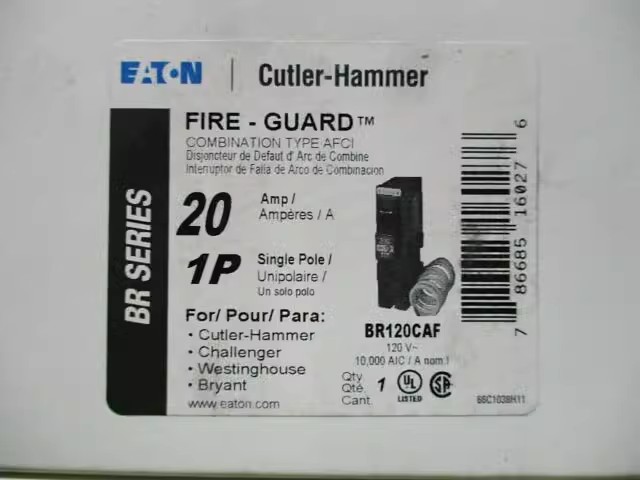 EATON | Cutler-Hammer
BR SERIES
FIRE - GUARD™
COMBINATION TYPE AFCI
Disjoncteur de Defaut d' Arc de Combine
Interruptor de Falla de Arco de Combinacion
20 Amp /
Ampères / A
1P Single Pole /
Unipolaire /
Un solo polo
For/ Pour/ Para:
• Cutler-Hammer
• Challenger
• Westinghouse
• Bryant
www.eaton.com
BR120CAF
120 V~
10,000 AIC / A nom.I
Qty.
Qté. 1
Cant.
UL
LISTED
SA
7 86685 16027 6
66C1038H11